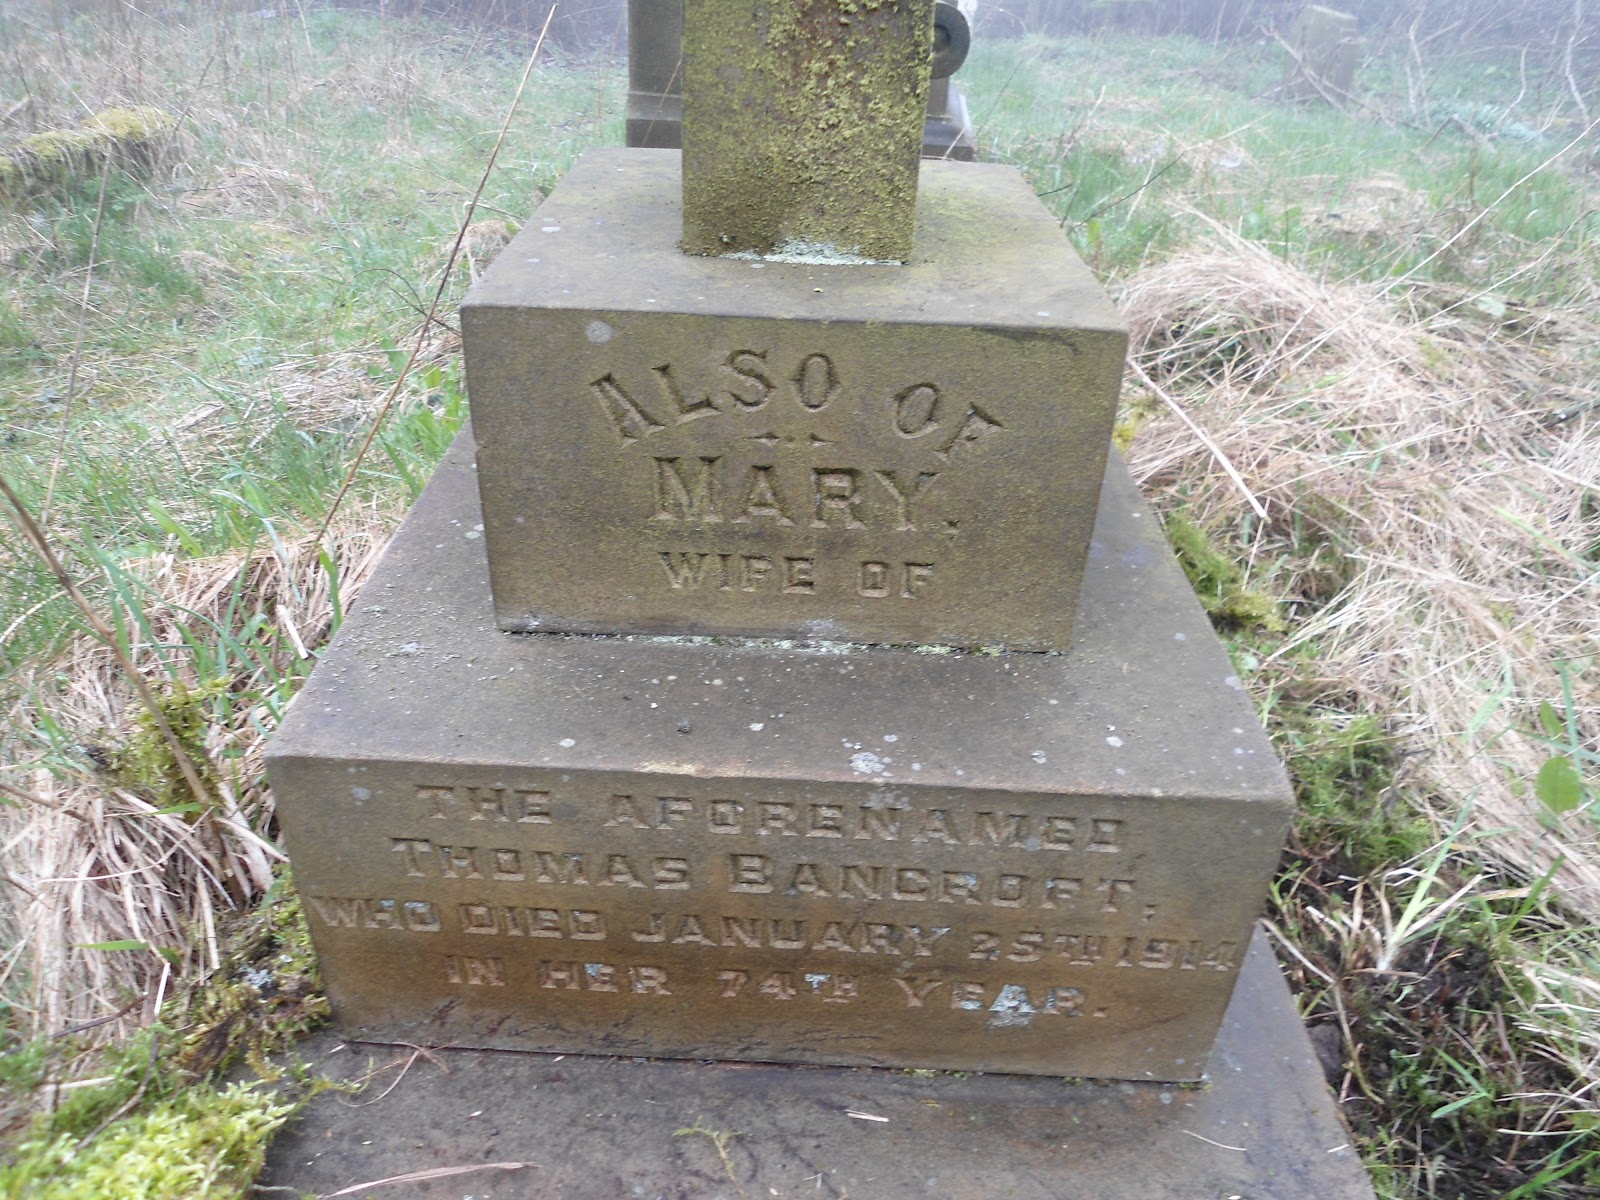 ALSO OF
MARY,
WIFE OF
THE AFORENAMED
THOMAS BANCROFT,
WHO DIED JANUARY 25TH 1914
IN HER 74TH YEAR.